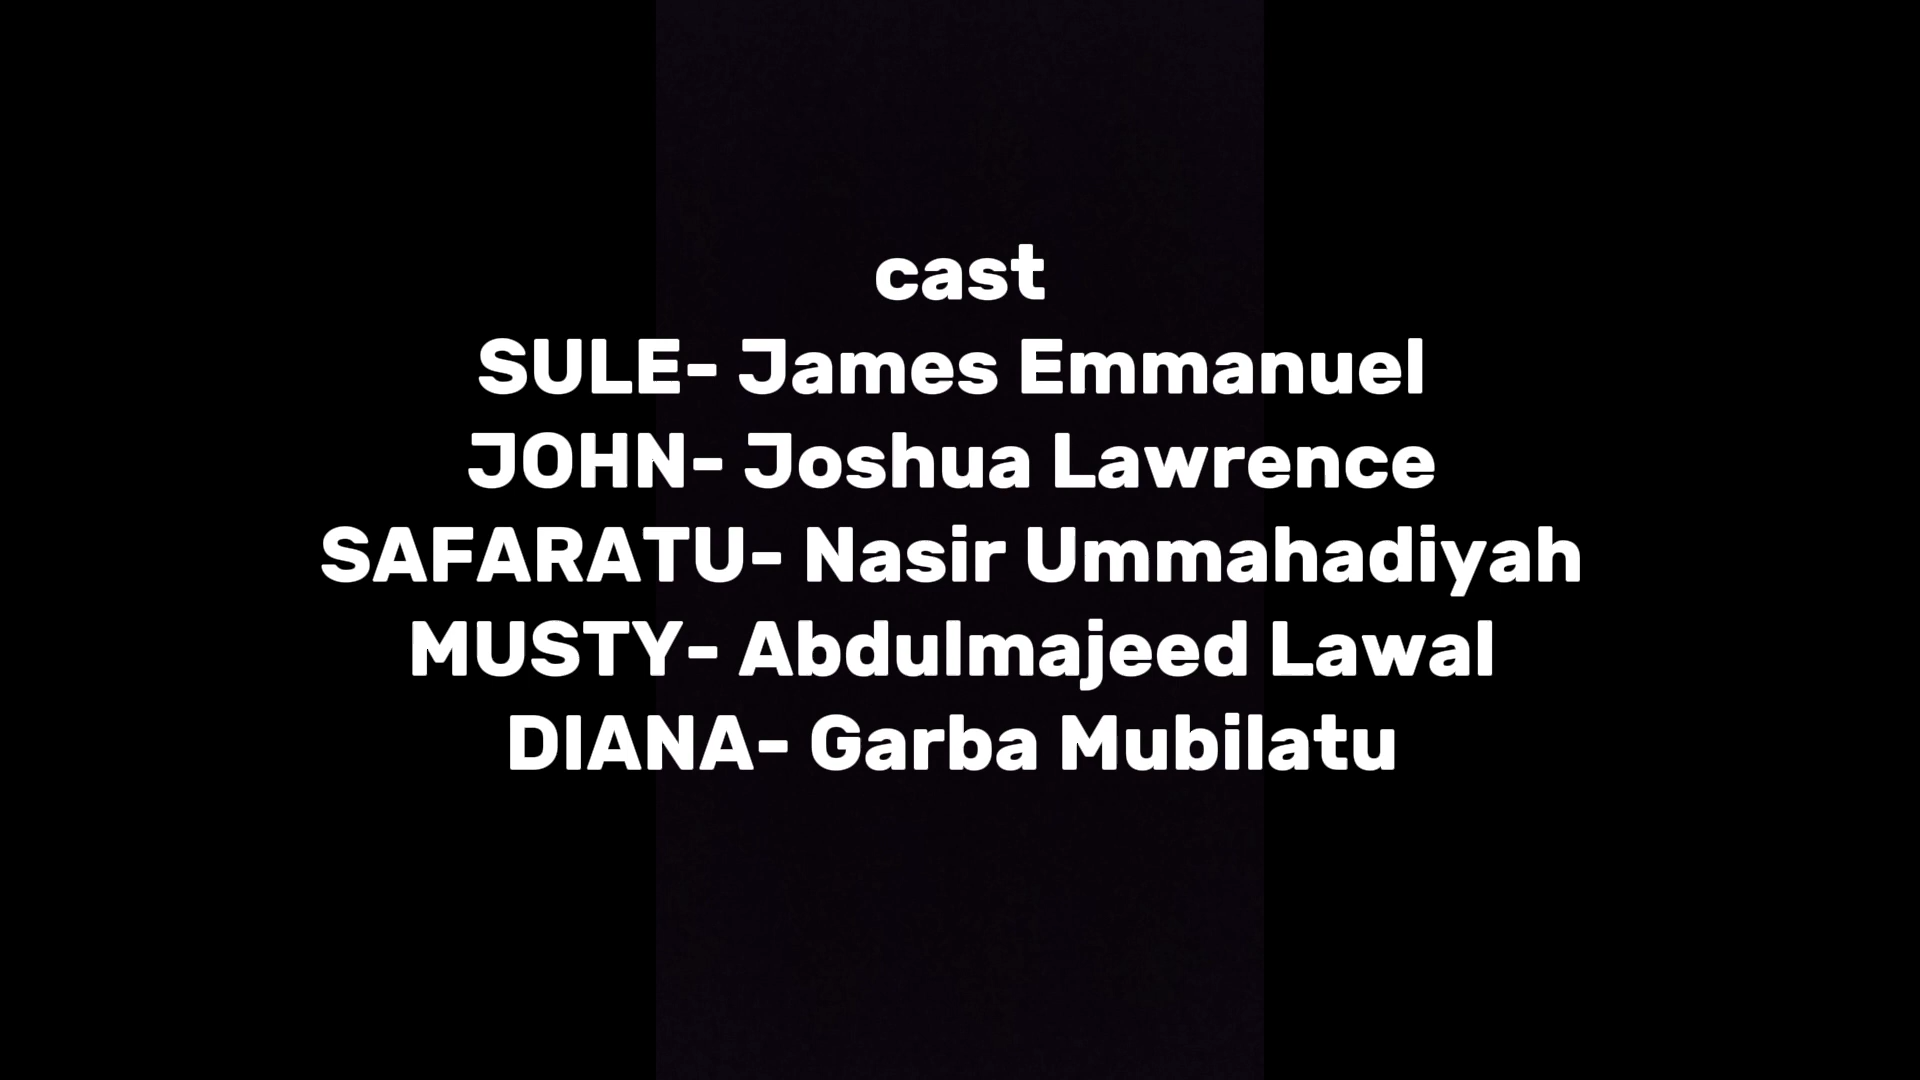 cast
SULE- James Emmanuel
JOHN- Joshua Lawrence
SAFARATU- Nasir Ummahadiyah
MUSTY- Abdulmajeed Lawal
DIANA- Garba Mubilatu